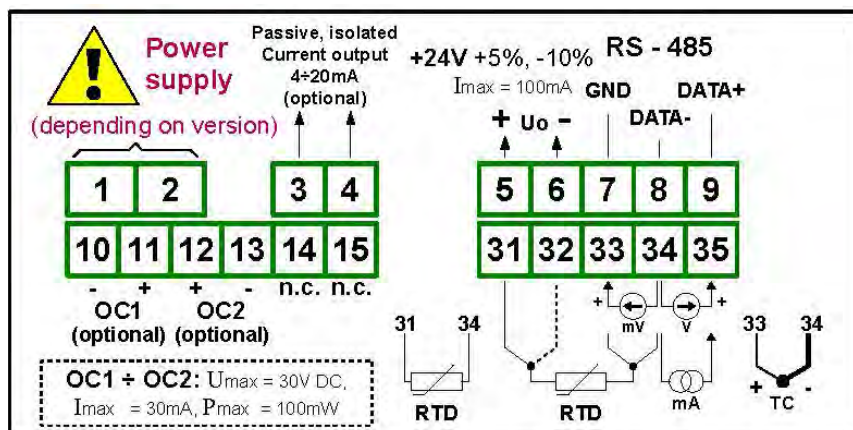 Power supply
(depending on version)
Passive, isolated
Current output
4÷20mA
(optional)
+24V +5%, -10%
Imax = 100mA
+ Uo -
RS - 485
GND
DATA-
DATA+
1 2 3 4 5 6 7 8 9
10 11 12 13 14 15 31 32 33 34 35
- + + - n.c. n.c.
OC1
(optional)
OC2
(optional)
OC1 ÷ OC2: Umax = 30V DC,
Imax = 30mA, Pmax = 100mW
31 34
RTD
RTD
+ mV
V +
mA
33 34
+ TC -